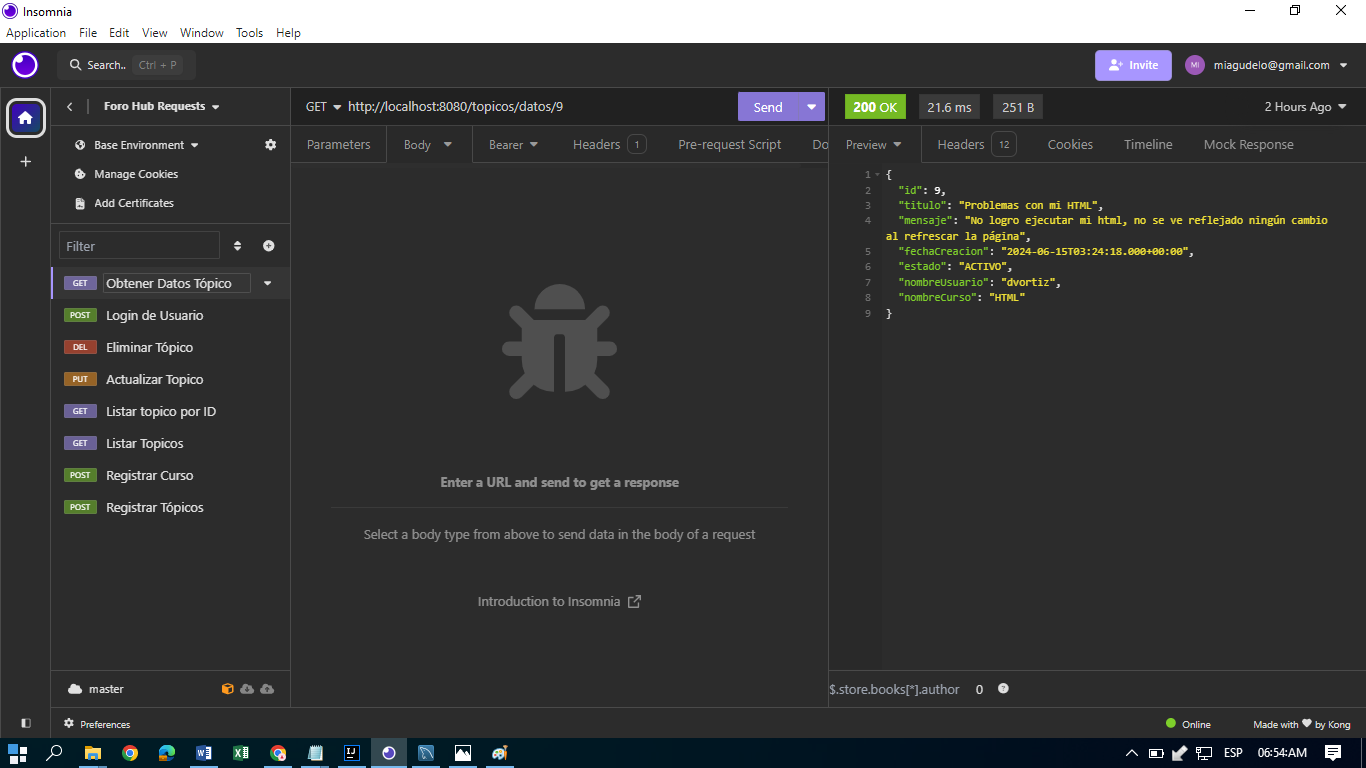 Insomnia
Application File Edit View Window Tools Help
Search.. Ctrl + P
Invite
MI
miagudelo@gmail.com
Foro Hub Requests
GET http://localhost:8080/topicos/datos/9
Send
200 OK
21.6 ms
251 B
2 Hours Ago
Base Environment
Manage Cookies
Add Certificates
Filter
GET Obtener Datos Tópico
POST Login de Usuario
DEL Eliminar Tópico
PUT Actualizar Topico
GET Listar topico por ID
GET Listar Topicos
POST Registrar Curso
POST Registrar Tópicos
master
Preferences
Parameters Body Bearer Headers 1 Pre-request Script Do
Enter a URL and send to get a response
Select a body type from above to send data in the body of a request
Introduction to Insomnia
Preview Headers 12 Cookies Timeline Mock Response
1 {
2 "id": 9,
3 "titulo": "Problemas con mi HTML",
4 "mensaje": "No logro ejecutar mi html, no se ve reflejado ningún cambio
al refrescar la página",
5 "fechaCreacion": "2024-06-15T03:24:18.000+00:00",
6 "estado": "ACTIVO",
7 "nombreUsuario": "dvortiz",
8 "nombreCurso": "HTML"
9 }
$.store.books[*].author 0
Online
Made with ❤ by Kong
ESP 06:54AM